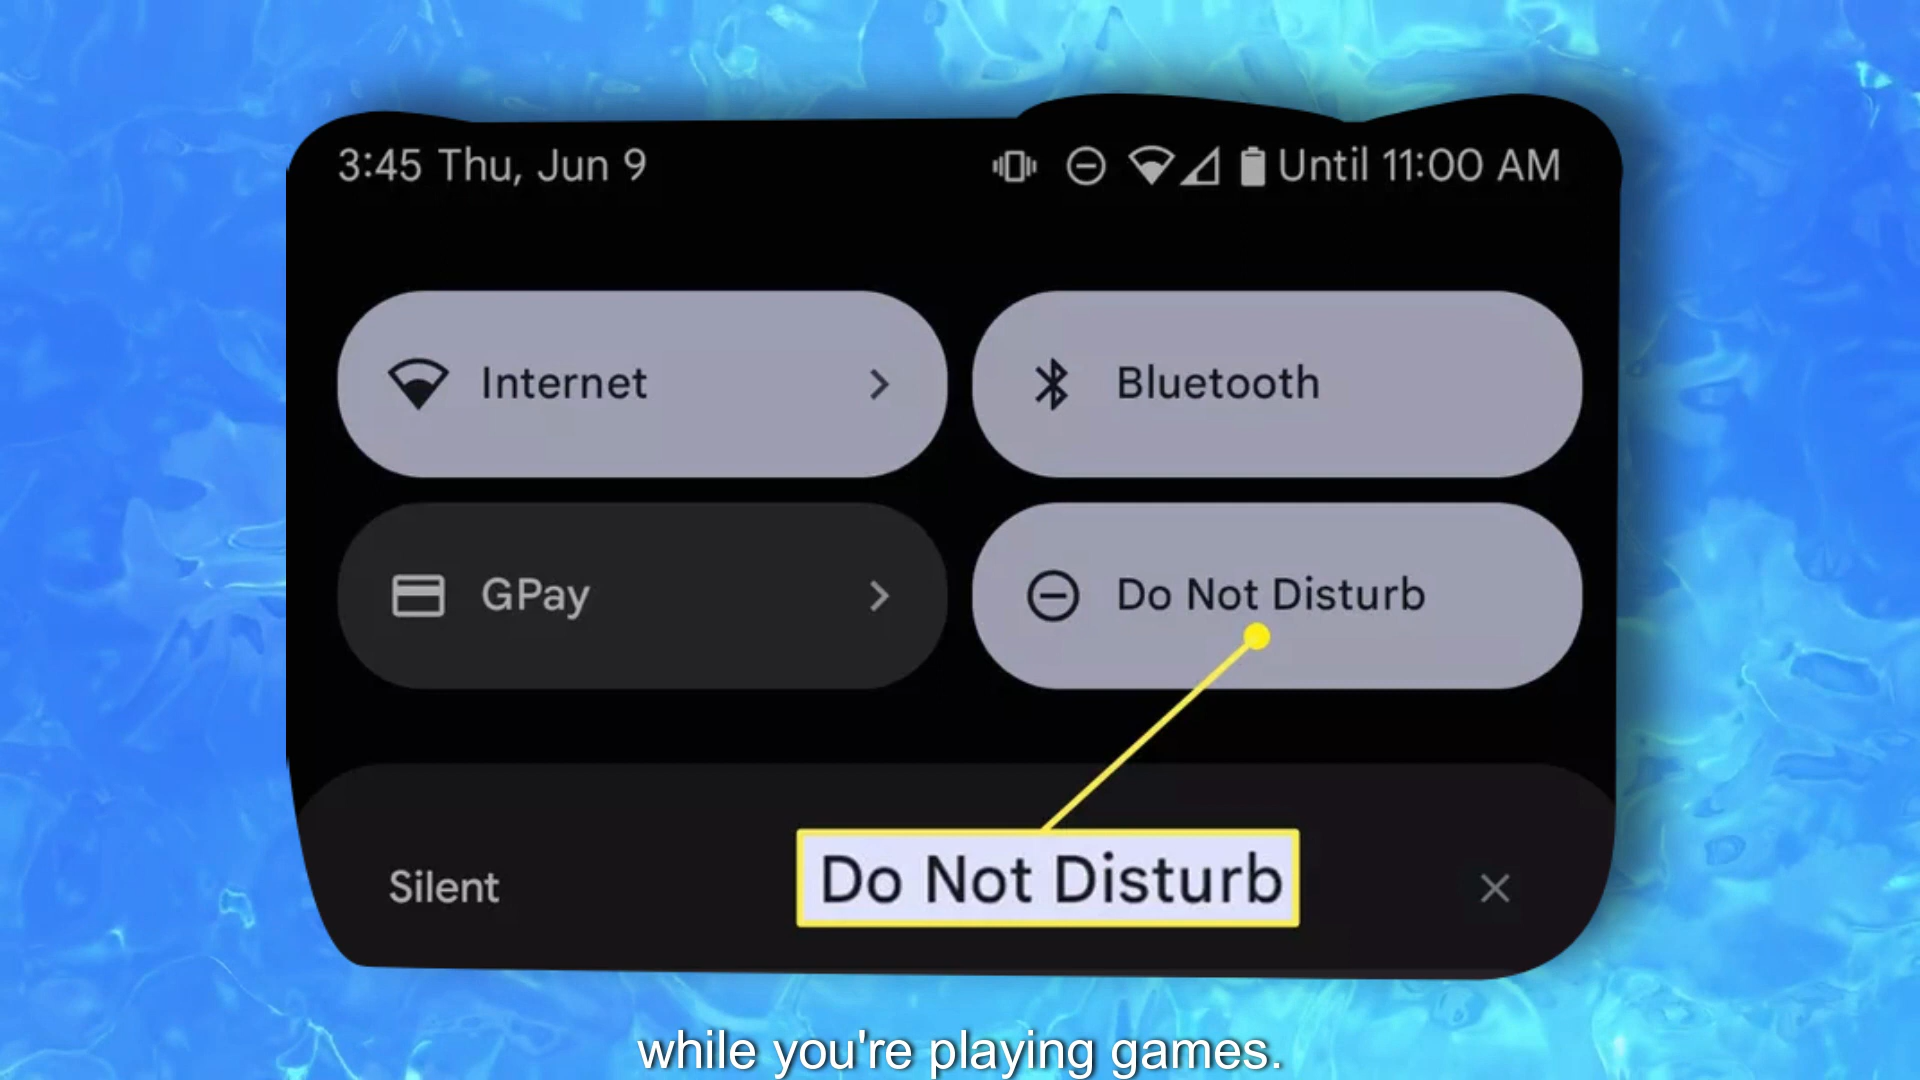 3:45 Thu, Jun 9 Until 11:00 AM
Internet Bluetooth
GPay Do Not Disturb
Silent Do Not Disturb
while you're playing games.